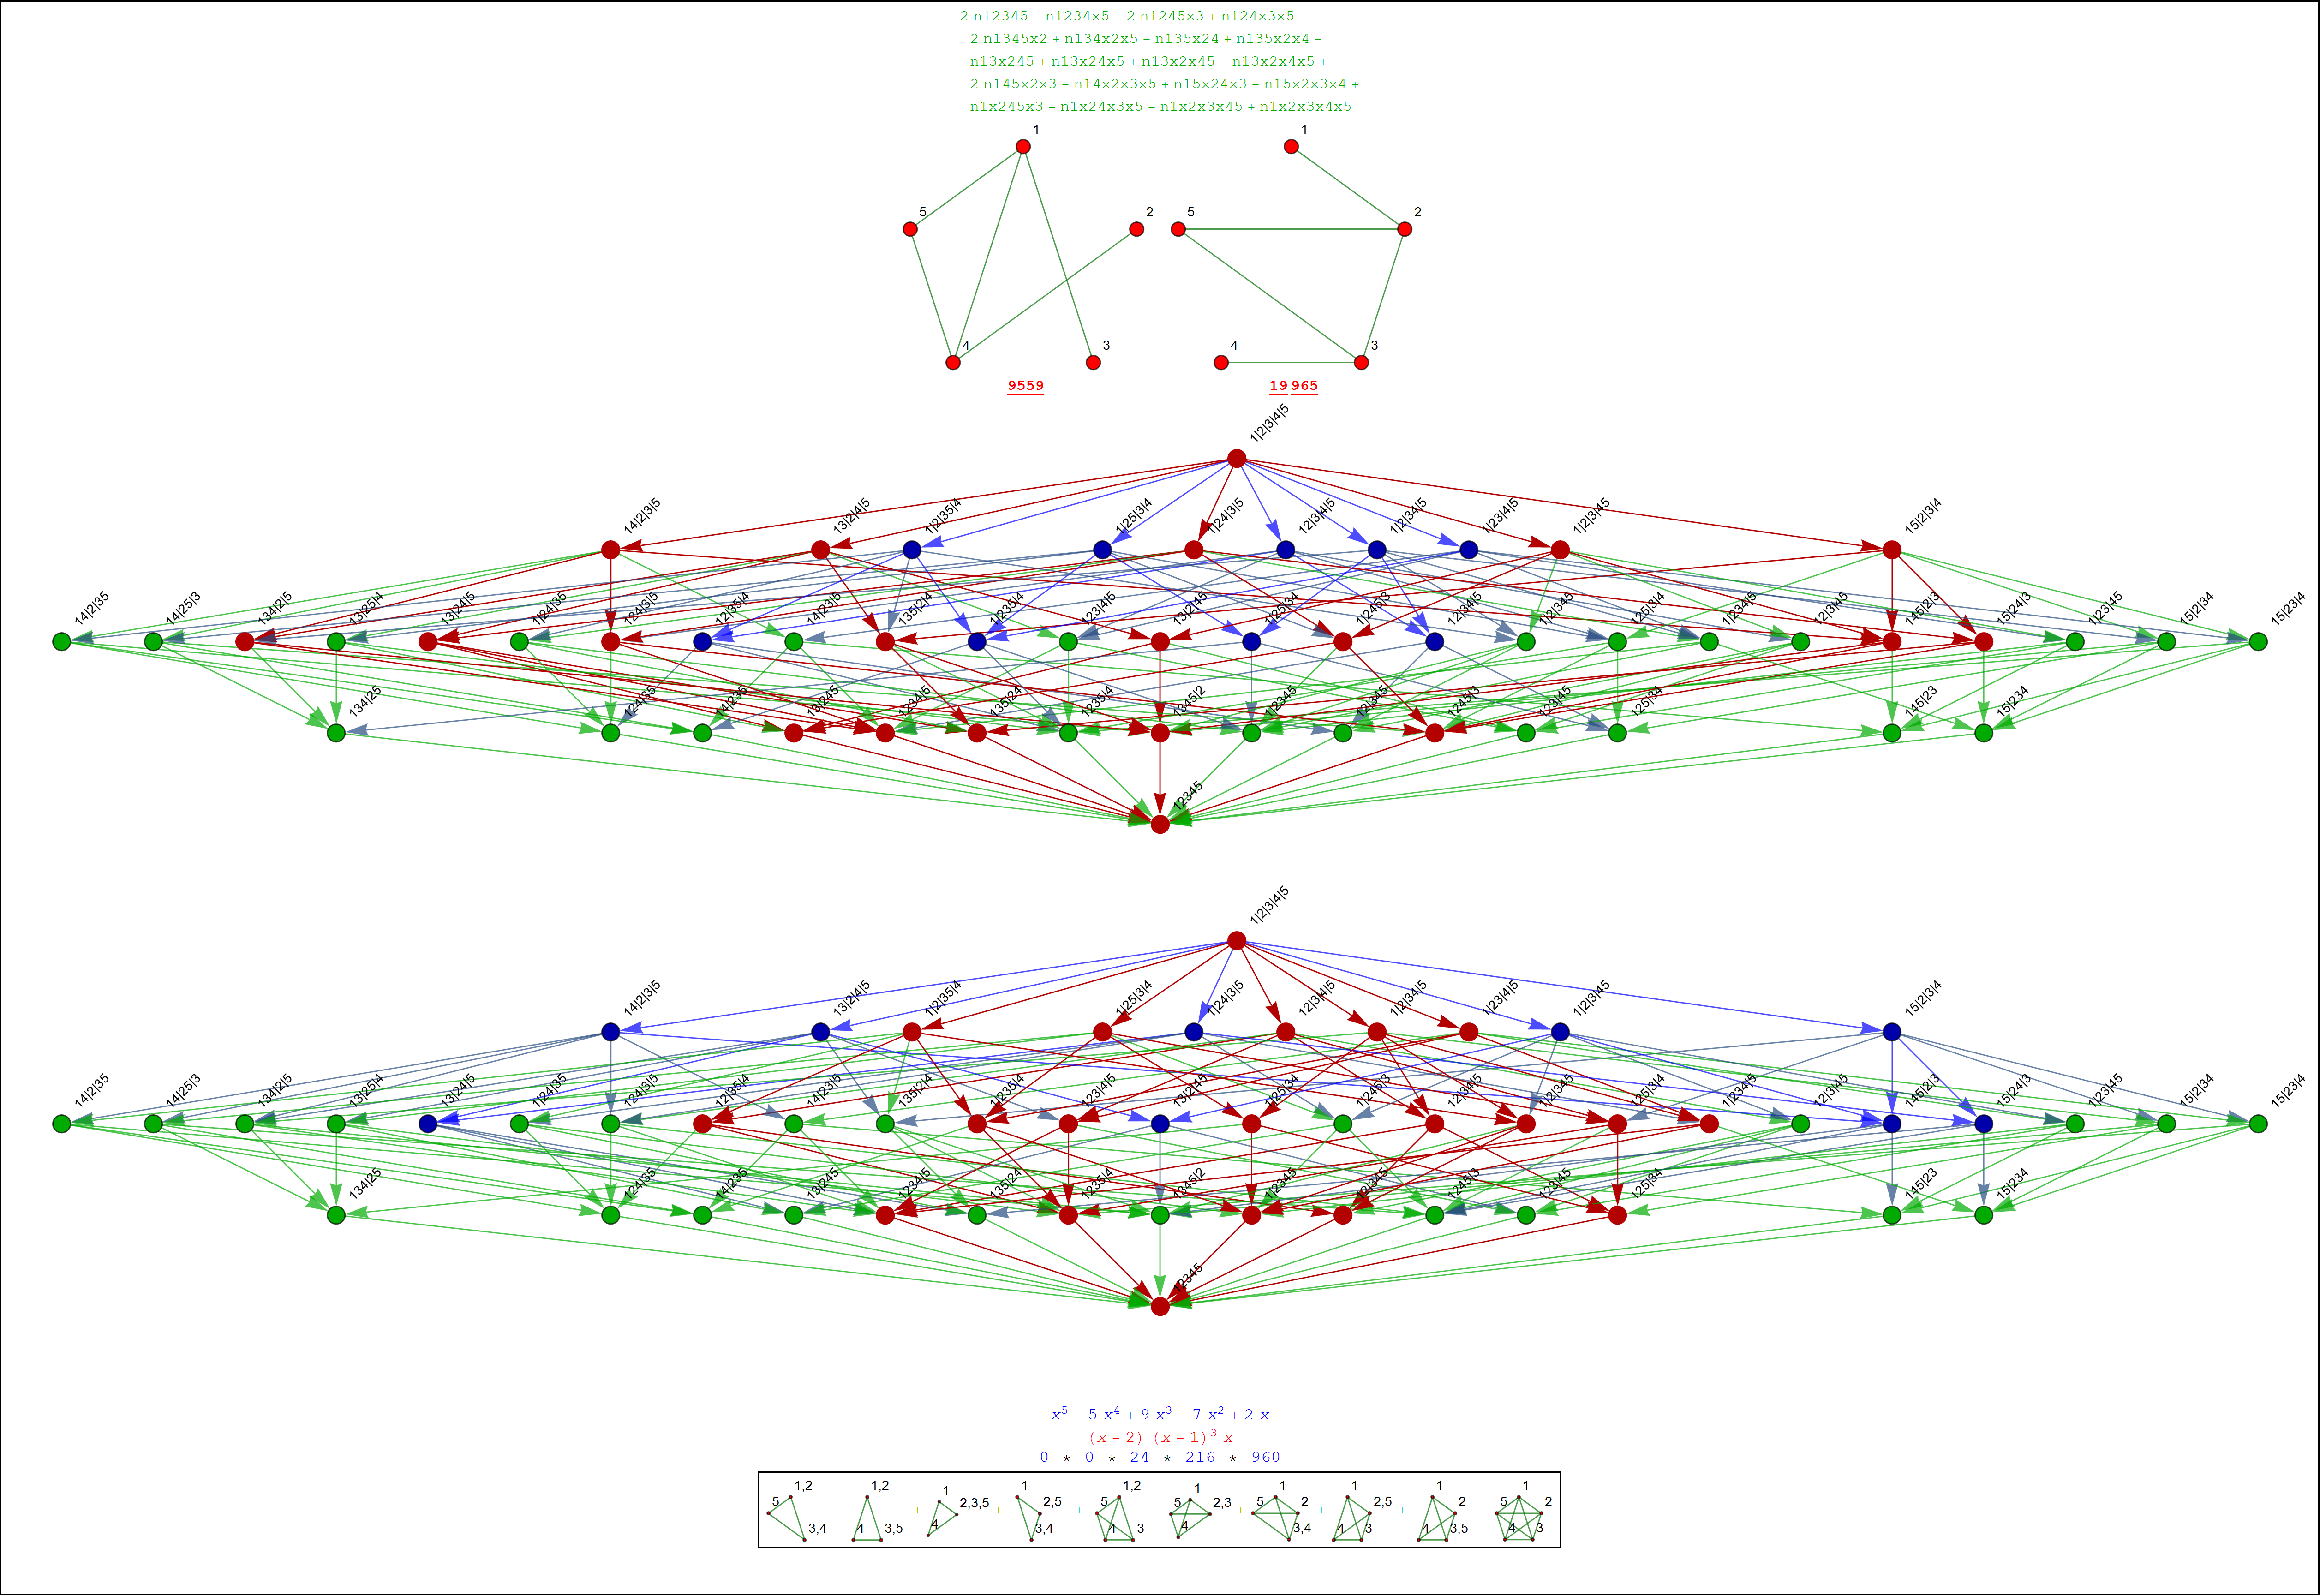 2 n12345 – n1234x5 – 2 n1245x3 + n124x3x5 –
2 n1345x2 + n134x2x5 – n135x24 + n135x2x4 –
n13x245 + n13x24x5 + n13x2x45 – n13x2x4x5 +
2 n145x2x3 – n14x2x3x5 + n15x24x3 – n15x2x3x4 +
n1x245x3 – n1x24x3x5 – n1x2x3x45 + n1x2x3x4x5
1 1
5 2 5 2
4 3 4 3
9559 19 965
1|2|3|4|5
14|2|3|5 13|2|4|5 1|2|35|4 1|25|3|4 1|24|3|5 12|3|4|5 1|2|34|5 1|23|4|5 1|2|3|45 15|2|3|4
14|2|35 14|25|3 134|2|5 13|25|4 13|24|5 1|24|35 124|3|5 12|35|4 14|23|5 135|2|4 1|235|4 123|4|5 13|2|45 1|25|34 1|245|3 12|34|5 1|2|345 125|3|4 1|234|5 12|3|45 145|2|3 15|24|3 1|23|45 15|2|34 15|23|4
134|25 124|35 14|235 13|245 1234|5 135|24 1235|4 1345|2 1|2345 12|345 1245|3 123|45 125|34 145|23 15|234
12345
1|2|3|4|5
14|2|3|5 13|2|4|5 1|2|35|4 1|25|3|4 1|24|3|5 12|3|4|5 1|2|34|5 1|23|4|5 1|2|3|45 15|2|3|4
14|2|35 14|25|3 134|2|5 13|25|4 13|24|5 1|24|35 124|3|5 12|35|4 14|23|5 135|2|4 1|235|4 123|4|5 13|2|45 1|25|34 1|245|3 12|34|5 1|2|345 125|3|4 1|234|5 12|3|45 145|2|3 15|24|3 1|23|45 15|2|34 15|23|4
134|25 124|35 14|235 13|245 1234|5 135|24 1235|4 1345|2 1|2345 12|345 1245|3 123|45 125|34 145|23 15|234
12345
x⁵ – 5 x⁴ + 9 x³ – 7 x² + 2 x
(x – 2) (x – 1)³ x
0 * 0 * 24 * 216 * 960
1,2 5 3,4 + 1,2 4 3,5 + 1 2,3,5 4 + 1 2,5 3,4 + 1,2 5 4 3 + 1 5 2,3 4 + 1 5 2 3,4 + 1 2,5 4 3 + 1 2 4 3,5 + 1 5 2 4 3